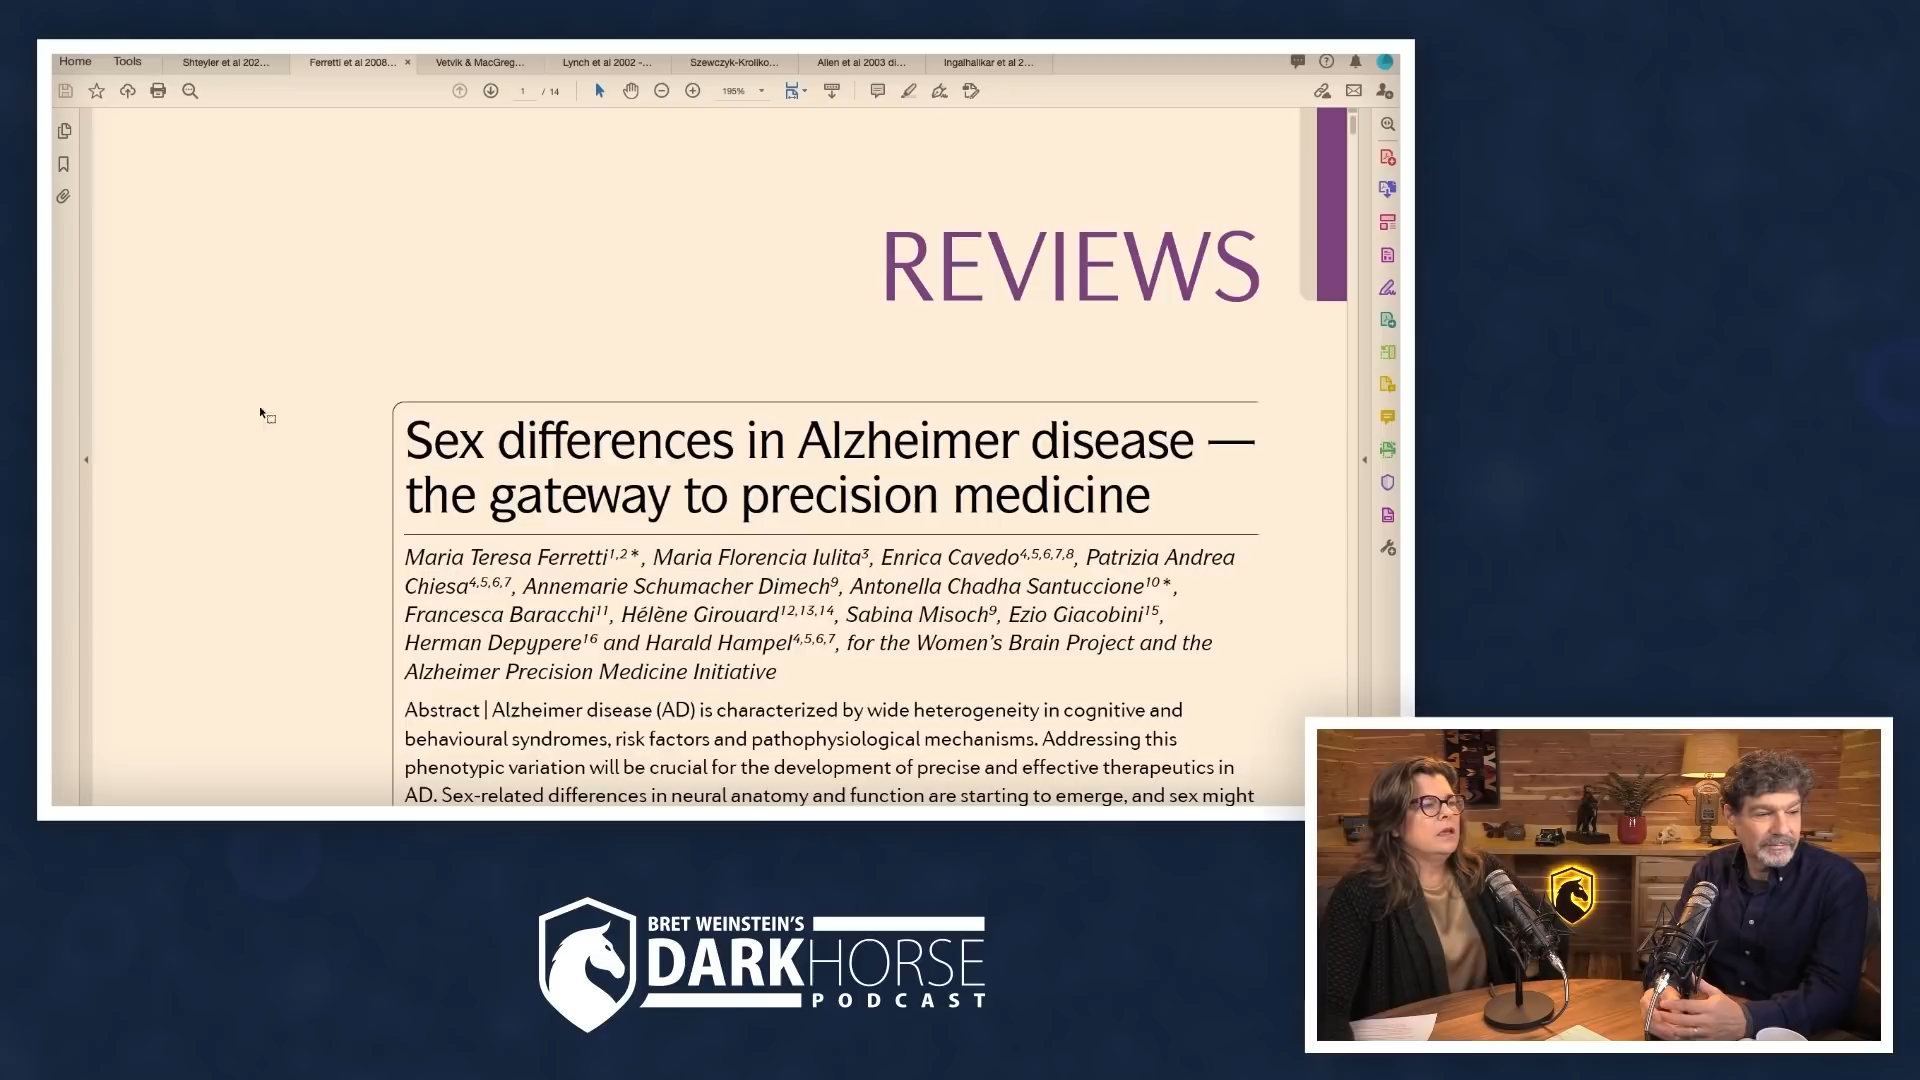 Home Tools Shteyler et al 202... Ferretti et al 2008... × Vetvik & MacGreg... Lynch et al 2002 -... Szewczyk-Kroliko... Allen et al 2003 di... Ingalhalikar et al 2...
1 / 14 195%
REVIEWS
Sex differences in Alzheimer disease —
the gateway to precision medicine
Maria Teresa Ferretti1,2*, Maria Florencia Iulita3, Enrica Cavedo4,5,6,7,8, Patrizia Andrea
Chiesa4,5,6,7, Annemarie Schumacher Dimech9, Antonella Chadha Santuccione10*,
Francesca Baracchi11, Hélène Girouard12,13,14, Sabina Misoch9, Ezio Giacobini15,
Herman Depypere16 and Harald Hampel4,5,6,7, for the Women's Brain Project and the
Alzheimer Precision Medicine Initiative
Abstract | Alzheimer disease (AD) is characterized by wide heterogeneity in cognitive and
behavioural syndromes, risk factors and pathophysiological mechanisms. Addressing this
phenotypic variation will be crucial for the development of precise and effective therapeutics in
AD. Sex-related differences in neural anatomy and function are starting to emerge, and sex might
BRET WEINSTEIN'S
DARKHORSE
PODCAST